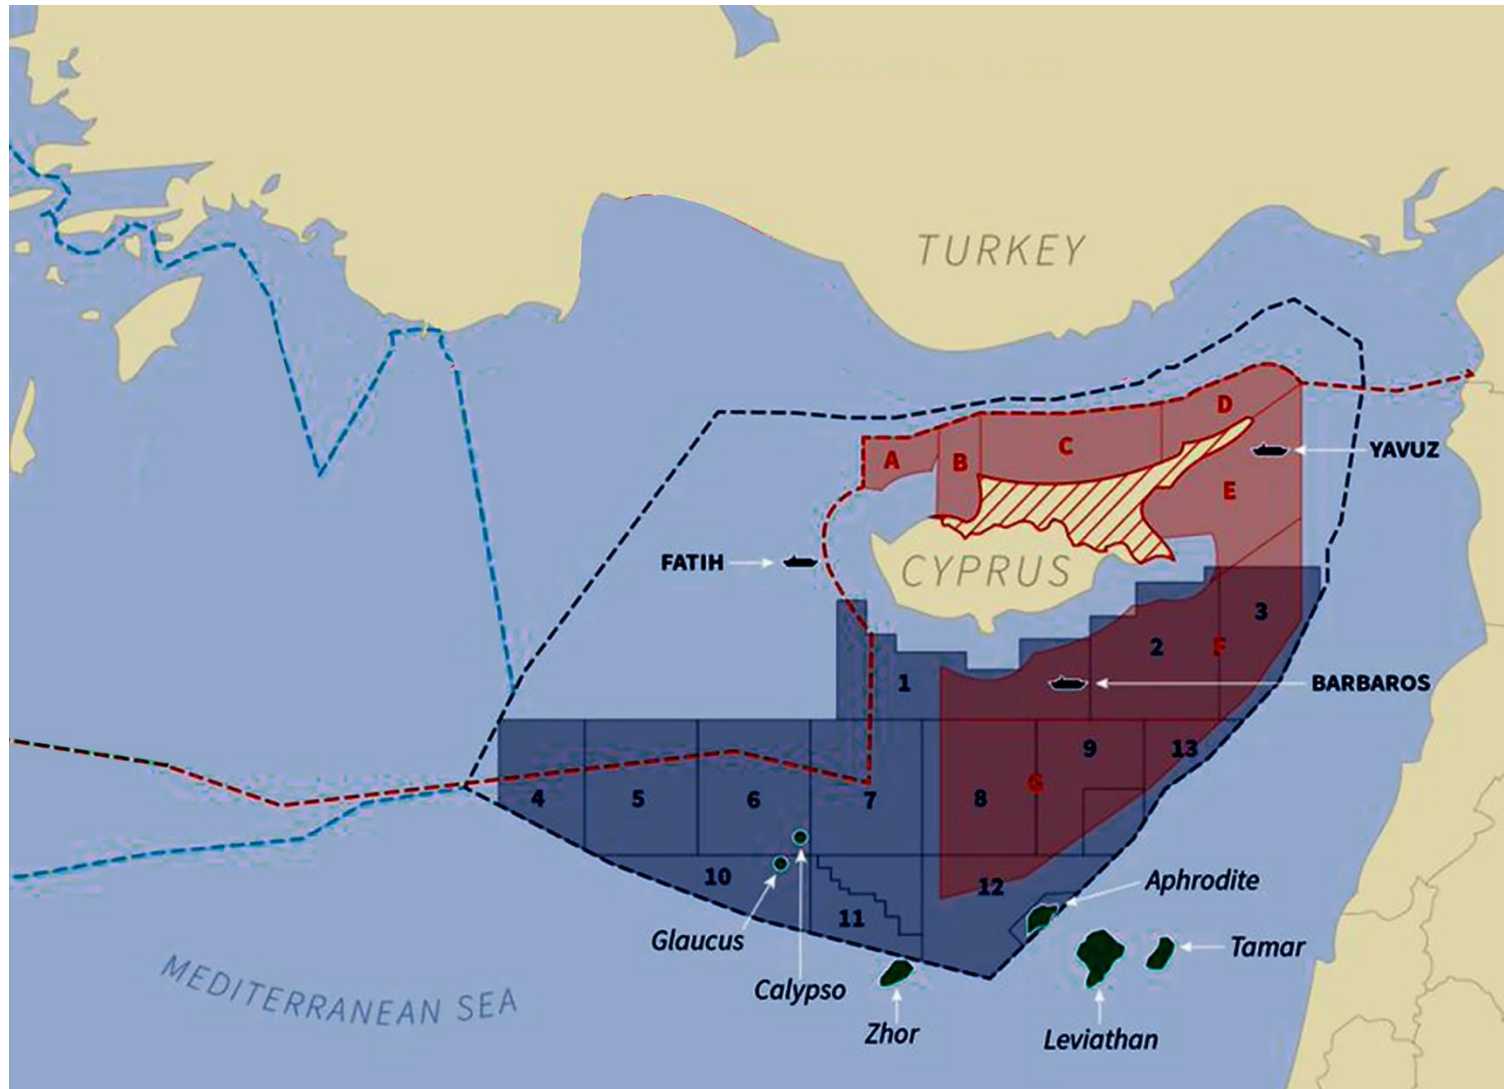 TURKEY
D
C
A
B
YAVUZ
E
FATIH
CYPRUS
3
2
F
1
BARBAROS
9
13
G
4
5
6
7
8
10
12
Aphrodite
11
Glaucus
Tamar
MEDITERRANEAN SEA
Calypso
Zhor
Leviathan